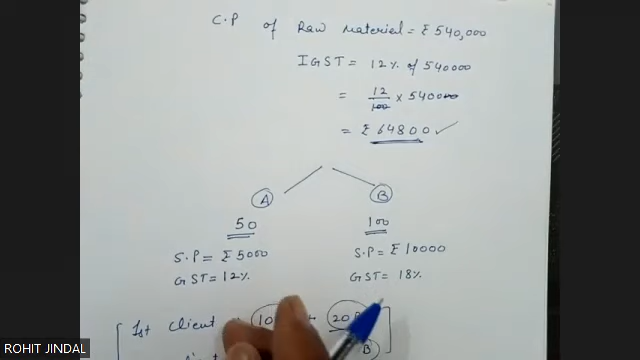 C.P of Raw Material = ₹ 540,000
IGST = 12% of 540000
= 12/100 x 540000
= ₹ 64800
A B
50 100
S.P = ₹ 5000 S.P = ₹ 10000
GST = 12% GST = 18%
Ist client
B
ROHIT JINDAL